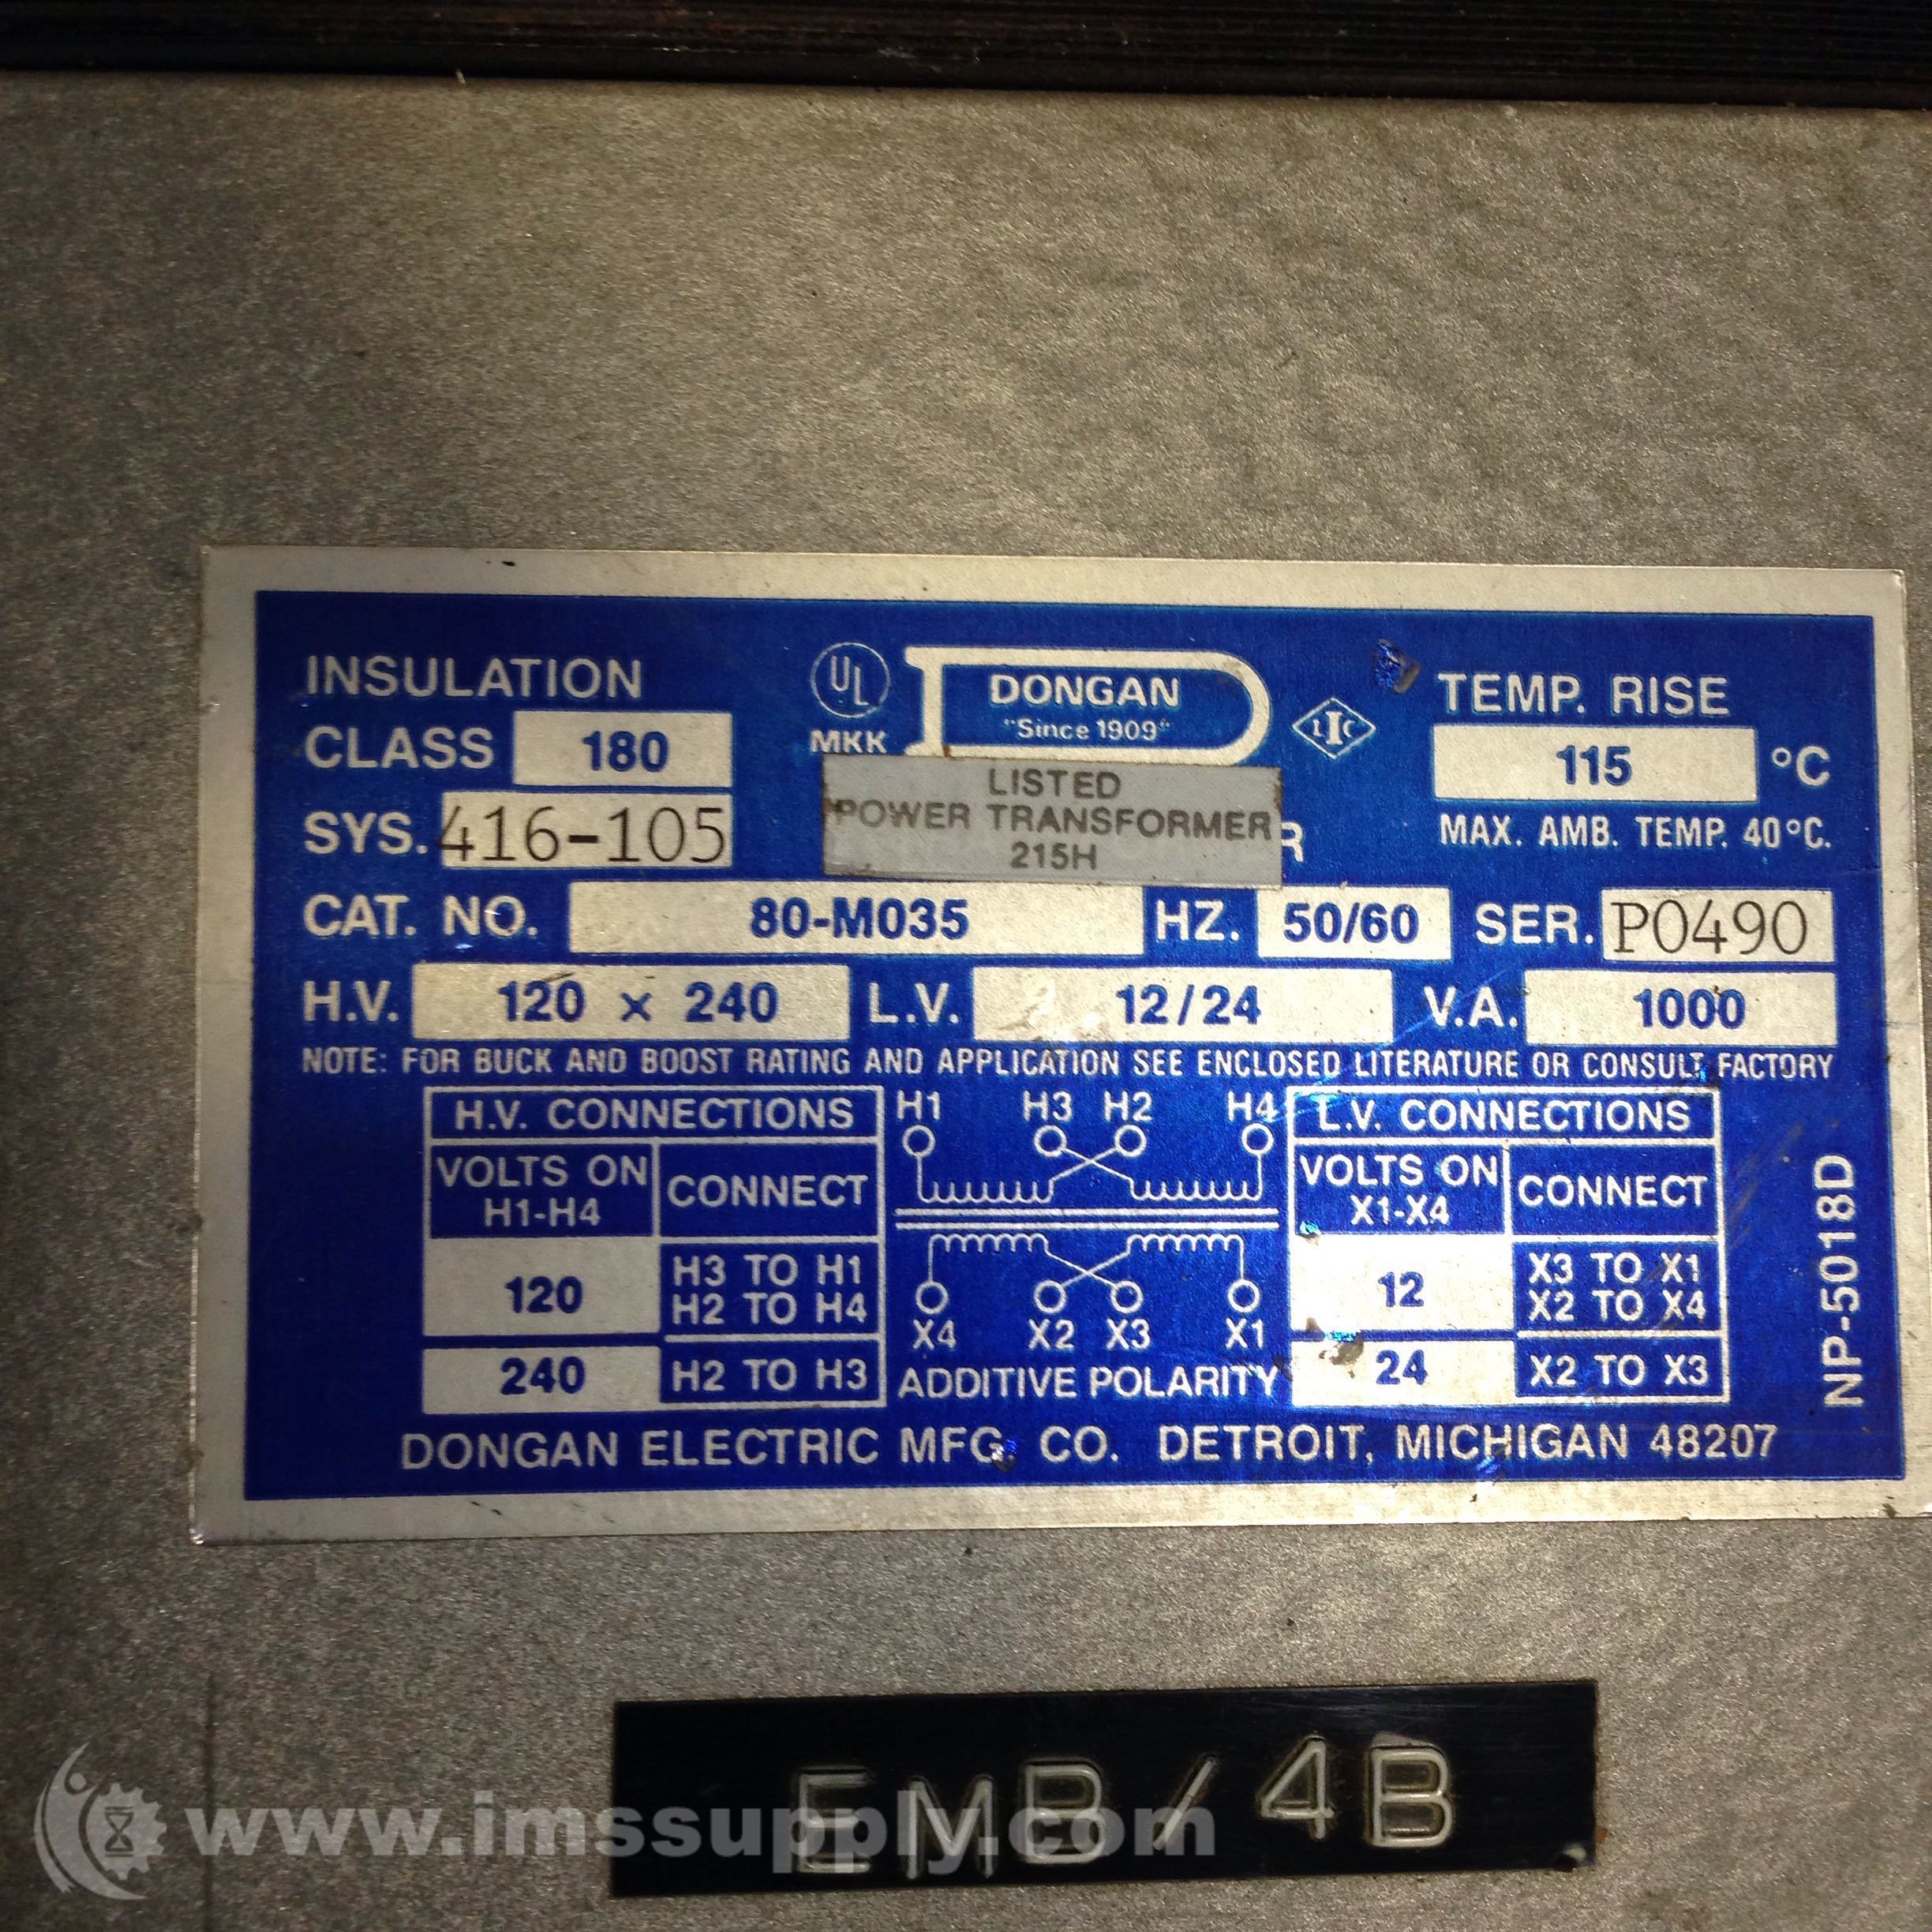 INSULATION
CLASS 180
SYS. 416-105
UL
MKK
DONGAN
"Since 1909"
LISTED
POWER TRANSFORMER
215H
R
TEMP. RISE
115 °C
MAX. AMB. TEMP. 40°C.
CAT. NO. 80-M035 HZ. 50/60 SER. P0490
H.V. 120 x 240 L.V. 12/24 V.A. 1000
NOTE: FOR BUCK AND BOOST RATING AND APPLICATION SEE ENCLOSED LITERATURE OR CONSULT FACTORY
H.V. CONNECTIONS
VOLTS ON
H1-H4
CONNECT
120
H3 TO H1
H2 TO H4
240
H2 TO H3
H1 H3 H2 H4
X4 X2 X3 X1
ADDITIVE POLARITY
L.V. CONNECTIONS
VOLTS ON
X1-X4
CONNECT
12
X3 TO X1
X2 TO X4
24
X2 TO X3
NP-5018D
DONGAN ELECTRIC MFG. CO. DETROIT, MICHIGAN 48207
EMB/4B
www.imssupply.com